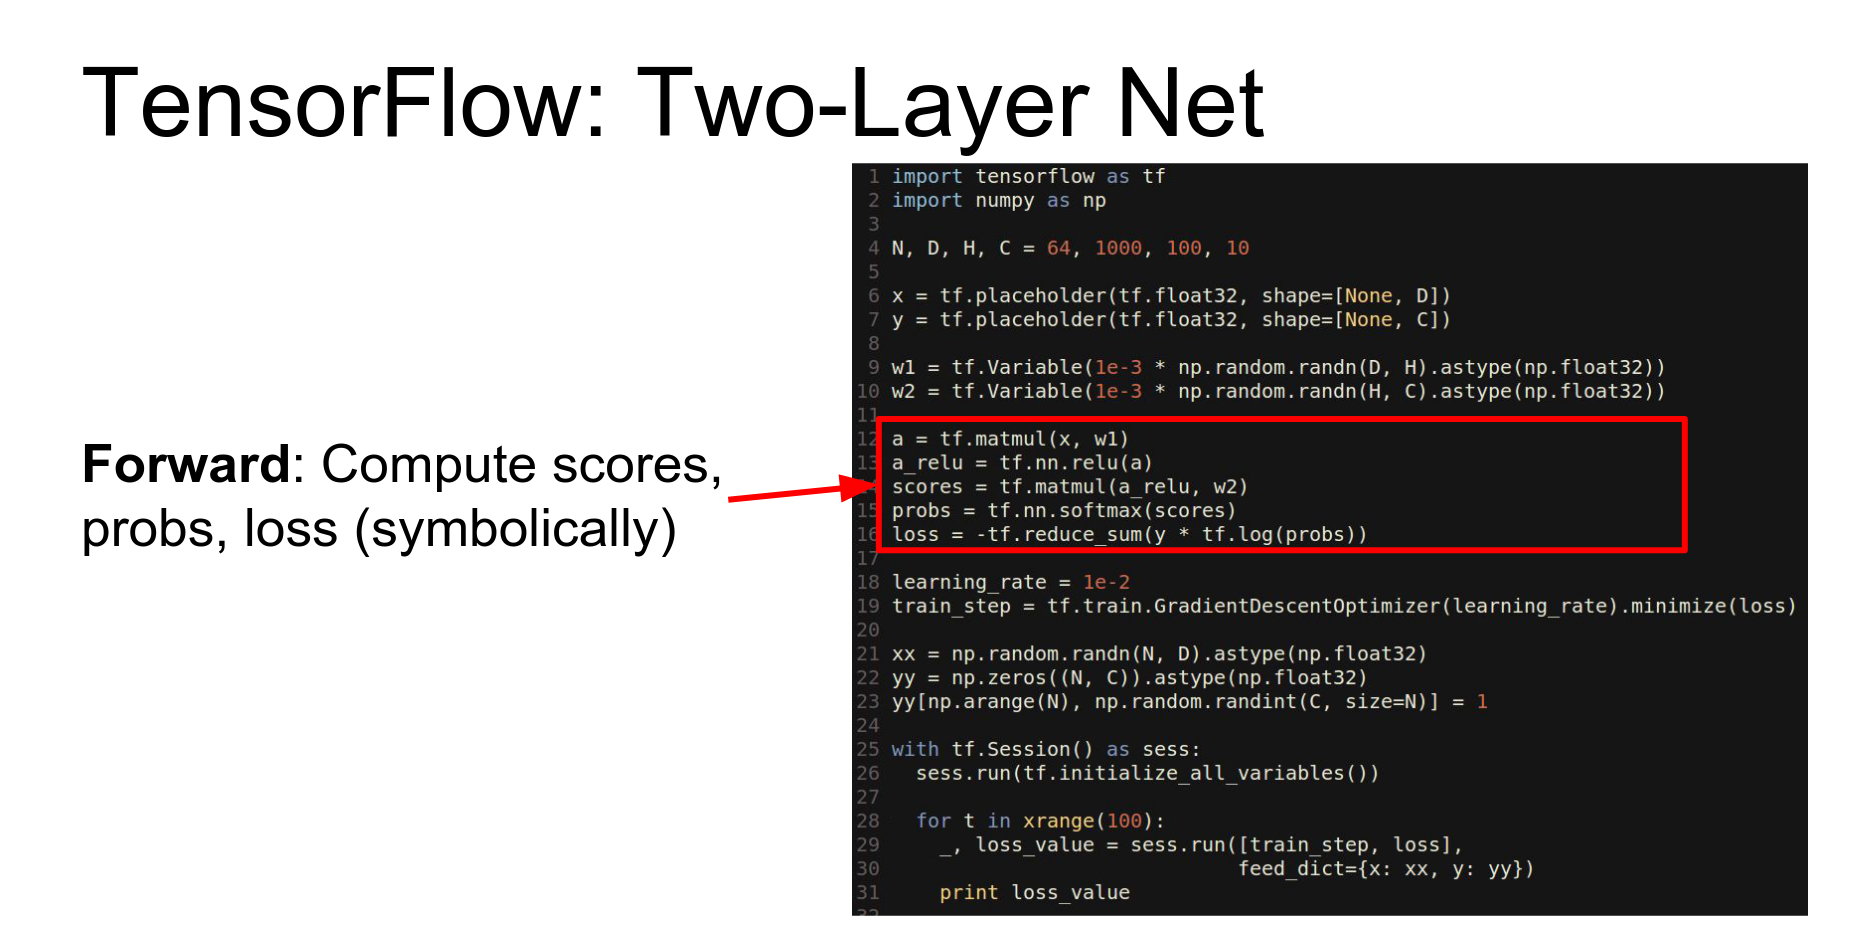 TensorFlow: Two-Layer Net
Forward: Compute scores,
probs, loss (symbolically)
1 import tensorflow as tf
2 import numpy as np
3
4 N, D, H, C = 64, 1000, 100, 10
5
6 x = tf.placeholder(tf.float32, shape=[None, D])
7 y = tf.placeholder(tf.float32, shape=[None, C])
8
9 w1 = tf.Variable(1e-3 * np.random.randn(D, H).astype(np.float32))
10 w2 = tf.Variable(1e-3 * np.random.randn(H, C).astype(np.float32))
11
12 a = tf.matmul(x, w1)
13 a_relu = tf.nn.relu(a)
14 scores = tf.matmul(a_relu, w2)
15 probs = tf.nn.softmax(scores)
16 loss = -tf.reduce_sum(y * tf.log(probs))
17
18 learning_rate = 1e-2
19 train_step = tf.train.GradientDescentOptimizer(learning_rate).minimize(loss)
20
21 xx = np.random.randn(N, D).astype(np.float32)
22 yy = np.zeros((N, C)).astype(np.float32)
23 yy[np.arange(N), np.random.randint(C, size=N)] = 1
24
25 with tf.Session() as sess:
26   sess.run(tf.initialize_all_variables())
27
28   for t in xrange(100):
29     _, loss_value = sess.run([train_step, loss],
30                              feed_dict={x: xx, y: yy})
31     print loss_value
32